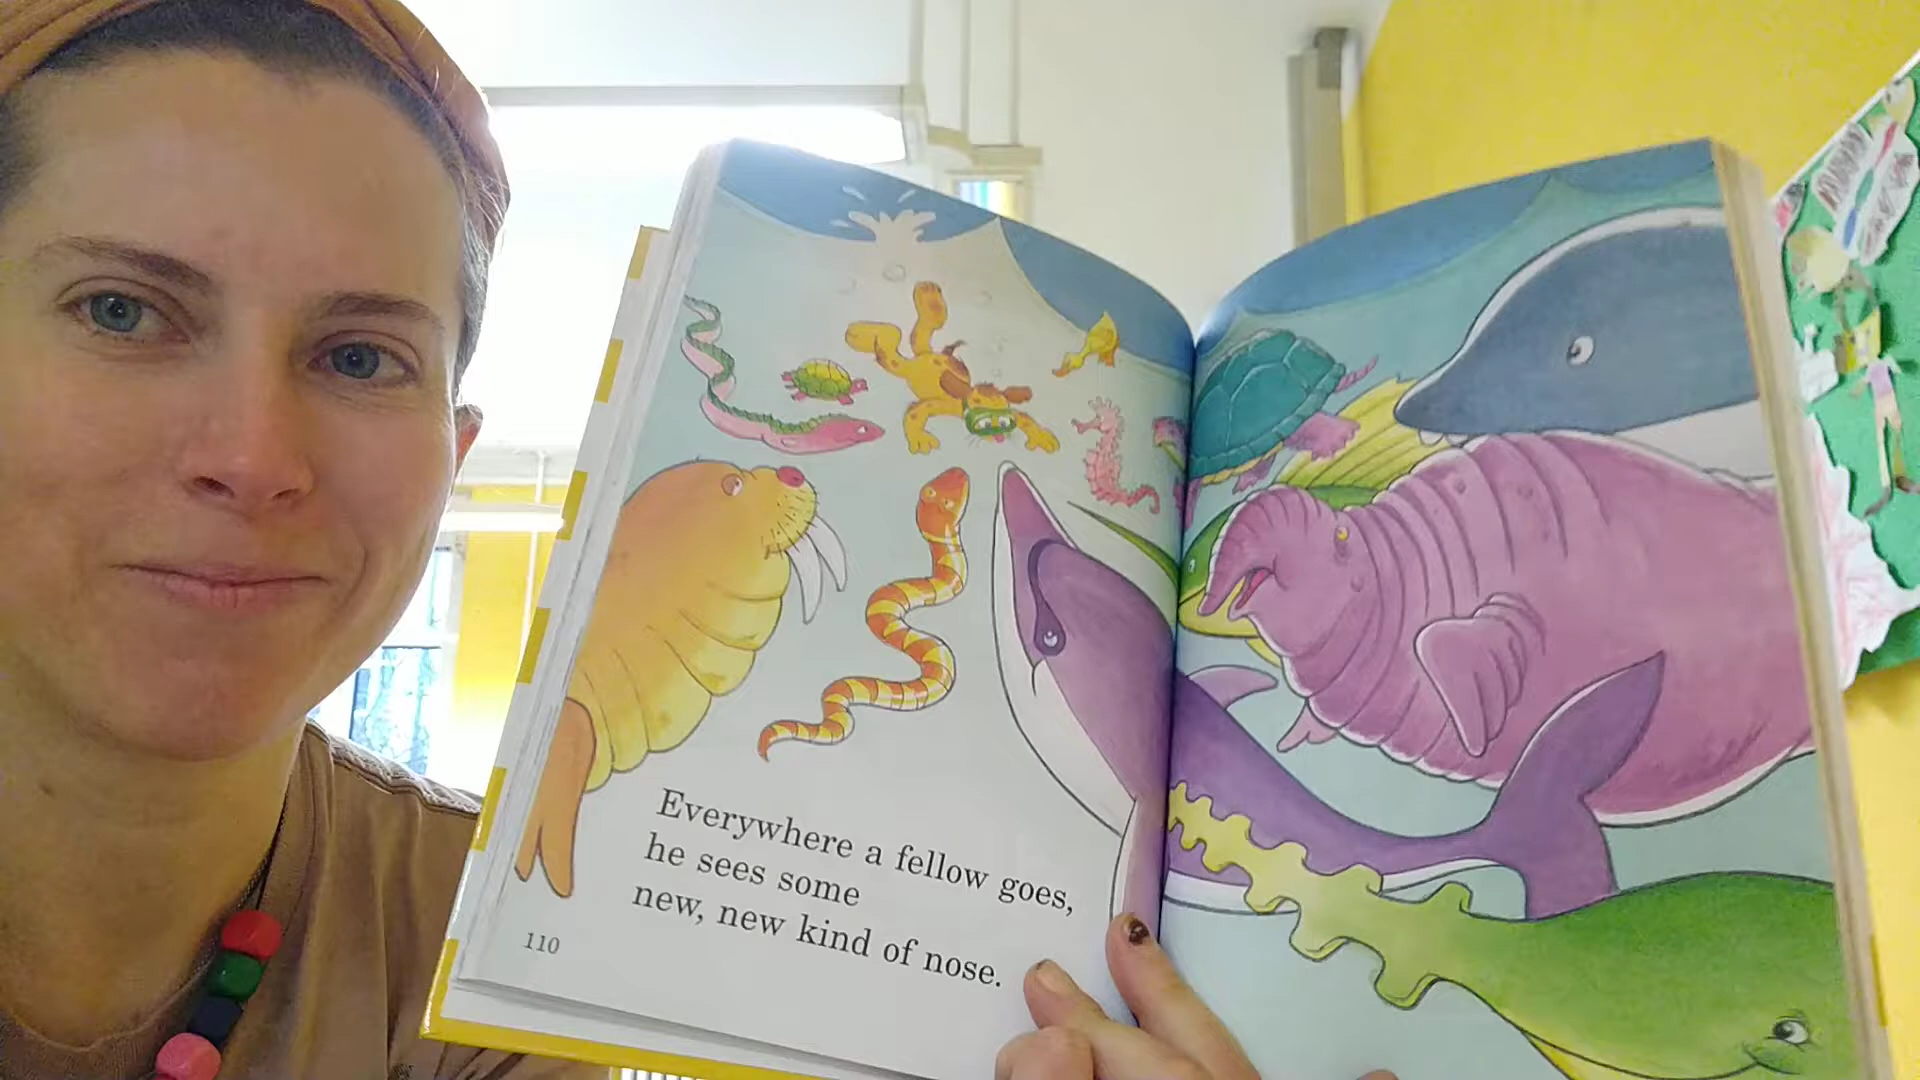 Everywhere a fellow goes,
he sees some
new, new kind of nose.
110